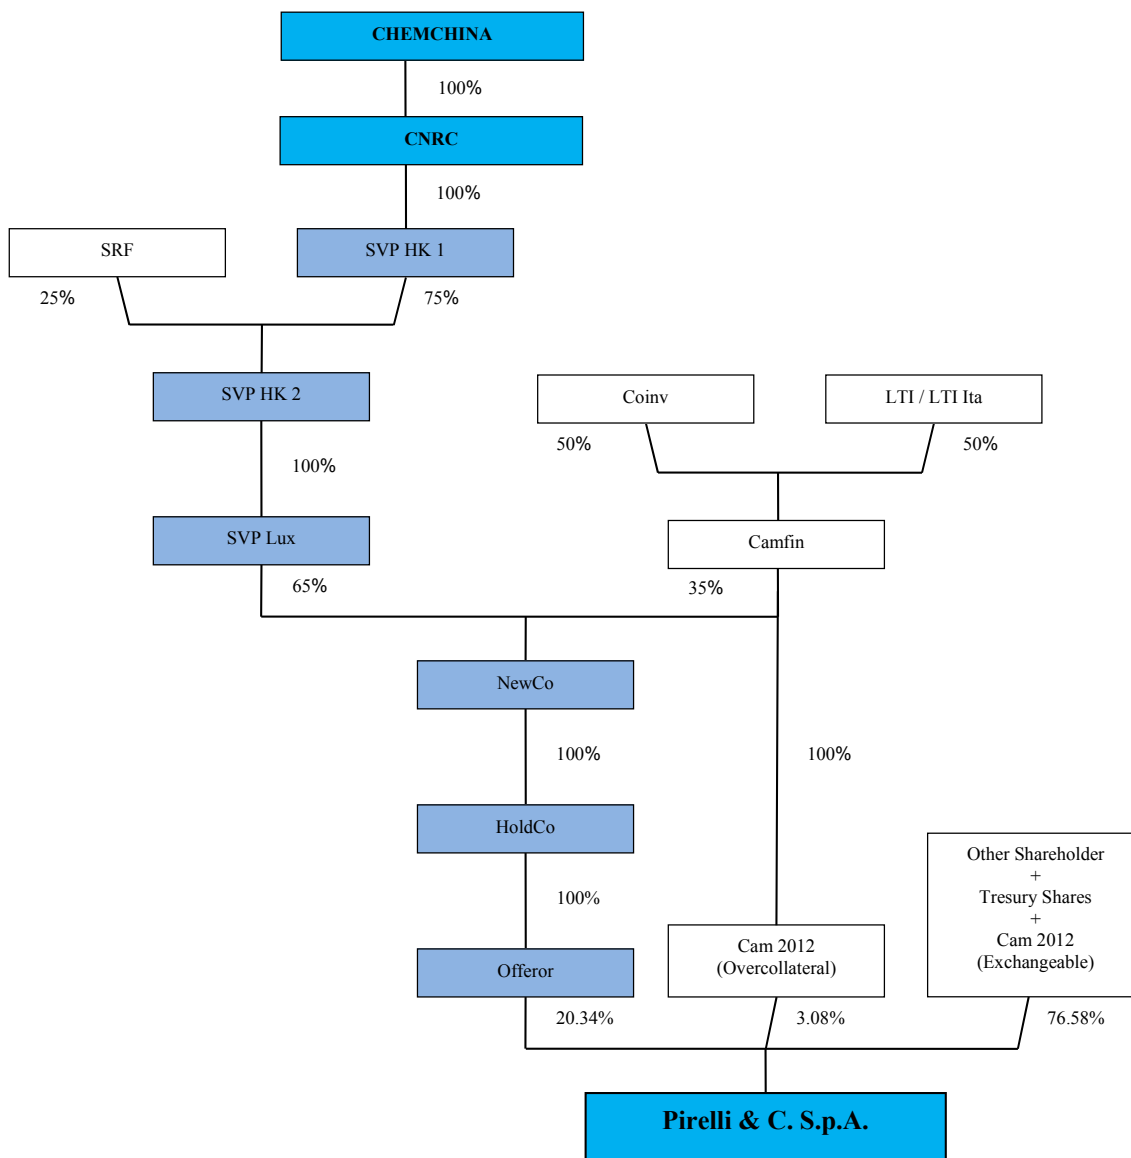 CHEMCHINA
100%
CNRC
100%
SRF
SVP HK 1
25%
75%
SVP HK 2
Coinv
LTI / LTI Ita
50%
50%
100%
SVP Lux
Camfin
65%
35%
NewCo
100%
100%
HoldCo
Other Shareholder
+
Tresury Shares
+
Cam 2012
(Exchangeable)
100%
Offeror
Cam 2012
(Overcollateral)
20.34%
3.08%
76.58%
Pirelli & C. S.p.A.